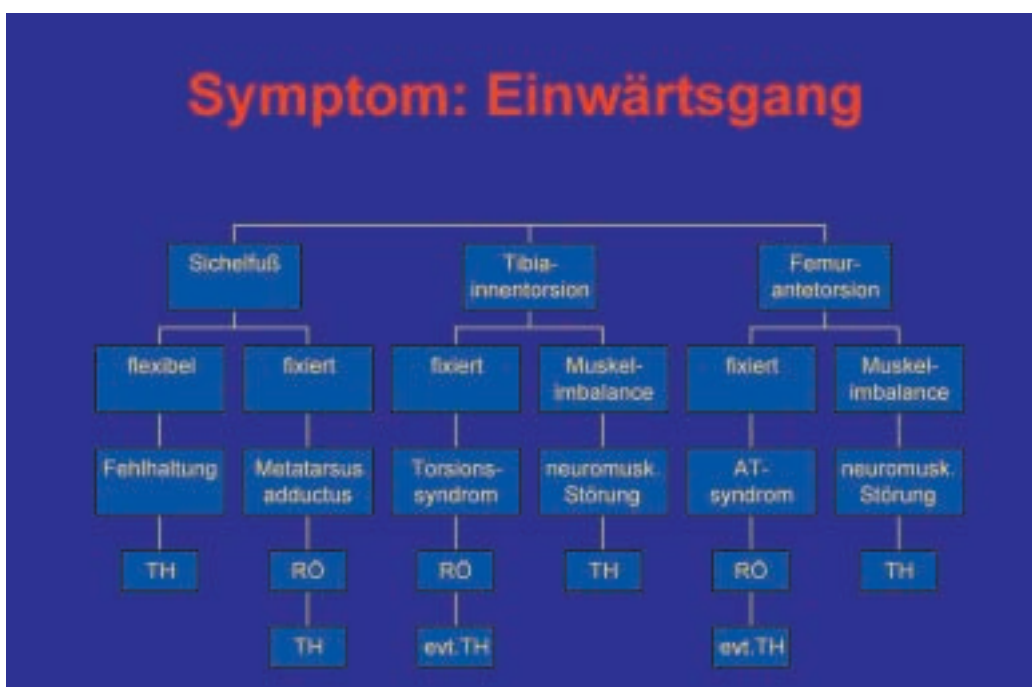 Symptom: Einwärtsgang
Sichelfuß
Tibia-
innentorsion
Femur-
antetorsion
flexibel
fixiert
fixiert
Muskel-
imbalance
fixiert
Muskel-
imbalance
Fehlhaltung
Metatarsus
adductus
Torsions-
syndrom
neuromusk.
Störung
AT-
syndrom
neuromusk.
Störung
TH
RÖ
RÖ
TH
RÖ
TH
TH
evt.TH
evt.TH